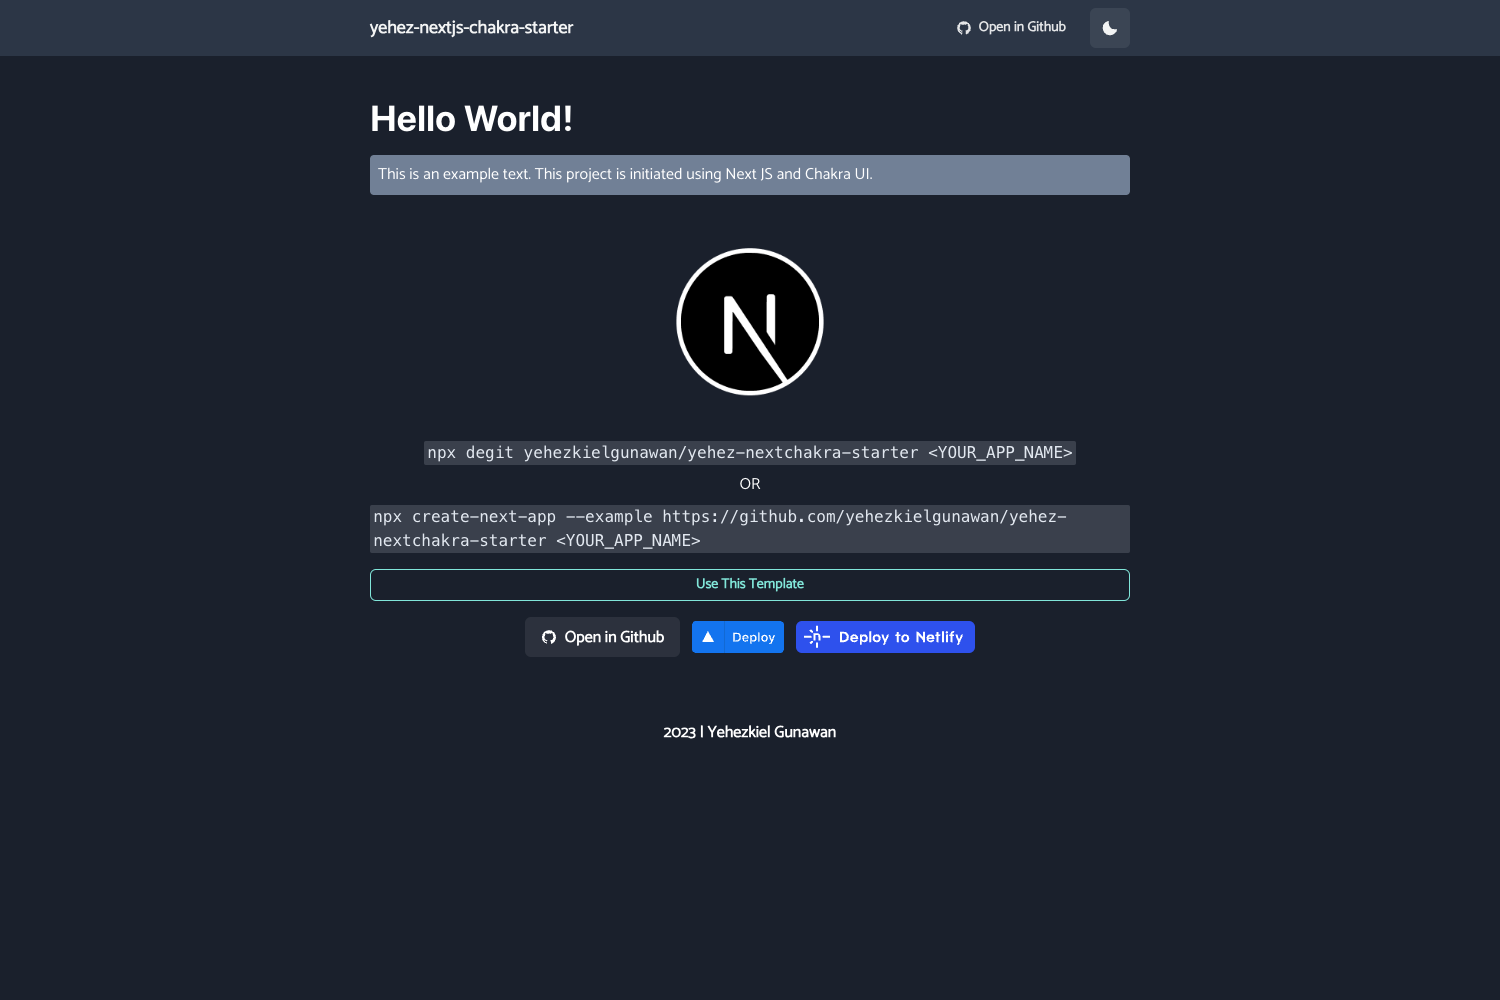 yehez-nextjs-chakra-starter
Open in Github
Hello World!
This is an example text. This project is initiated using Next JS and Chakra UI.
N
npx degit yehezkielgunawan/yehez-nextchakra-starter <YOUR_APP_NAME>
OR
npx create-next-app --example https://github.com/yehezkielgunawan/yehez-
nextchakra-starter <YOUR_APP_NAME>
Use This Template
Open in Github
Deploy
Deploy to Netlify
2023 | Yehezkiel Gunawan